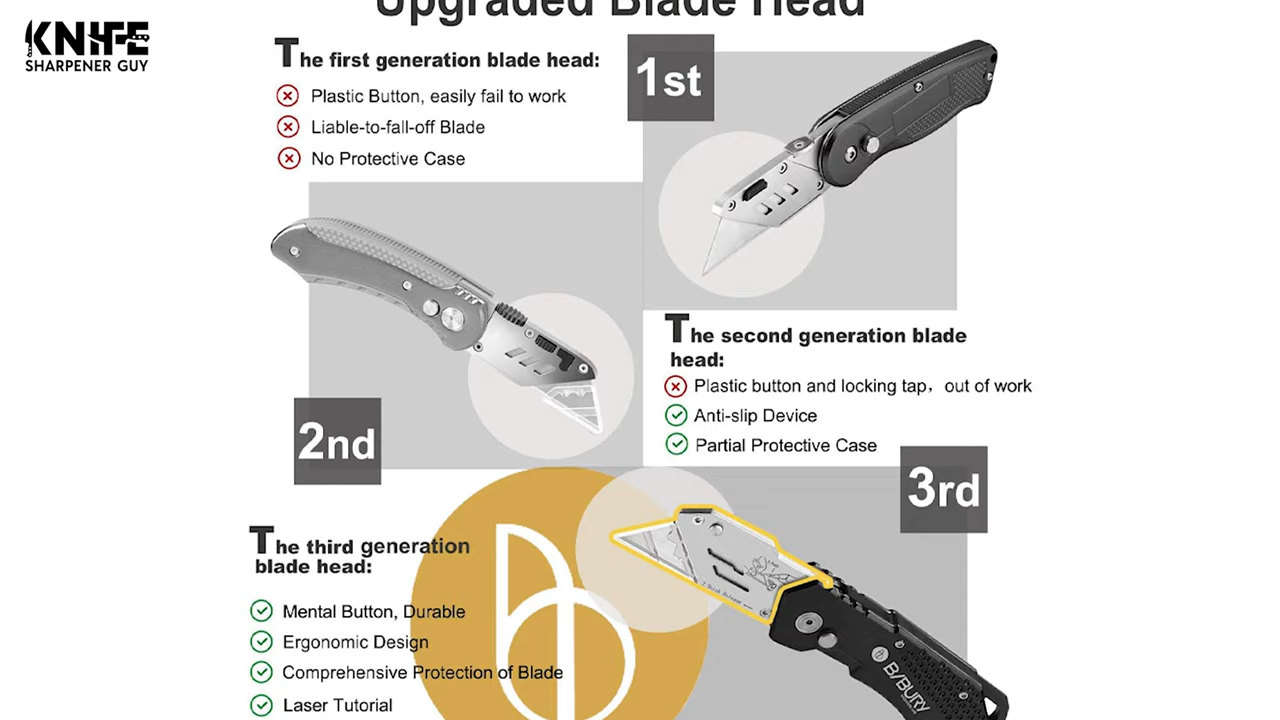 Upgraded Blade Head
KNIFE
SHARPENER GUY
The first generation blade head:
Plastic Button, easily fail to work
Liable-to-fall-off Blade
No Protective Case
1st
2nd
The second generation blade
head:
Plastic button and locking tap， out of work
Anti-slip Device
Partial Protective Case
3rd
The third generation
blade head:
Mental Button, Durable
Ergonomic Design
Comprehensive Protection of Blade
Laser Tutorial
BIBURY